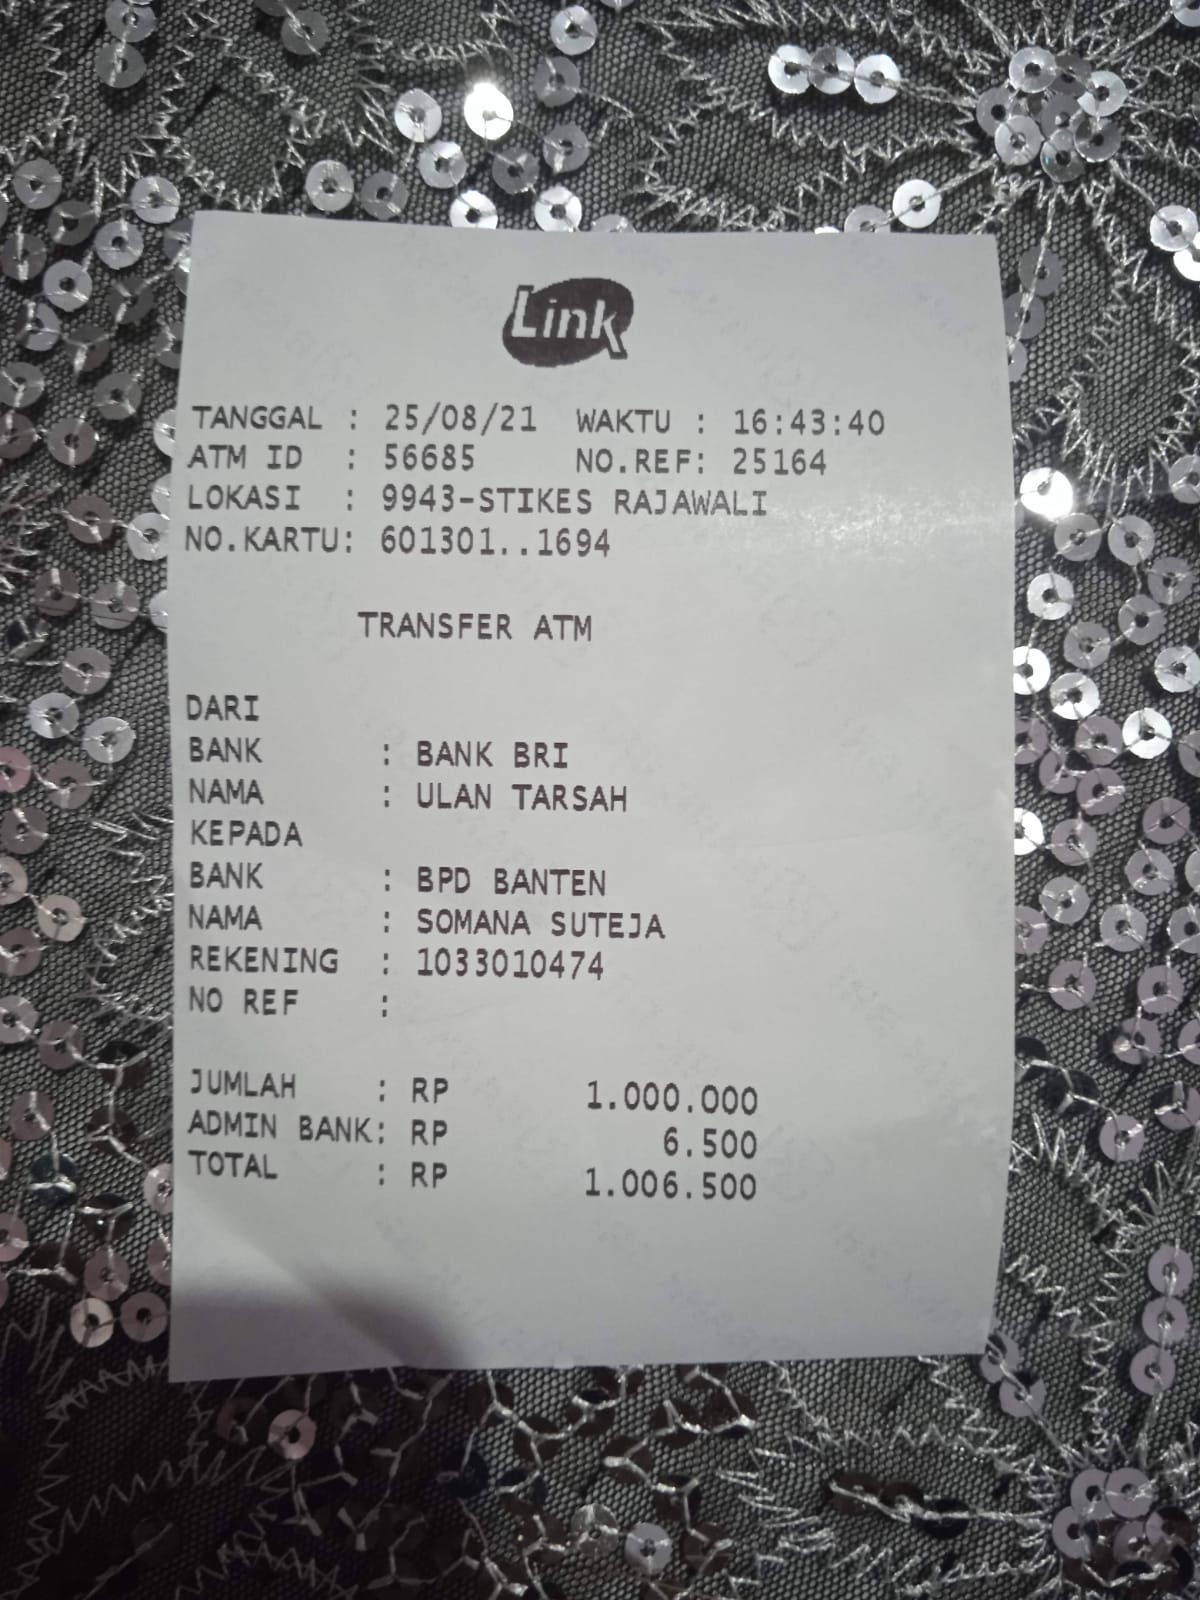 Link
TANGGAL : 25/08/21 WAKTU : 16:43:40
ATM ID : 56685 NO.REF: 25164
LOKASI : 9943-STIKES RAJAWALI
NO.KARTU: 601301..1694
TRANSFER ATM
DARI
BANK : BANK BRI
NAMA : ULAN TARSAH
KEPADA
BANK : BPD BANTEN
NAMA : SOMANA SUTEJA
REKENING : 1033010474
NO REF :
JUMLAH : RP 1.000.000
ADMIN BANK: RP 6.500
TOTAL : RP 1.006.500